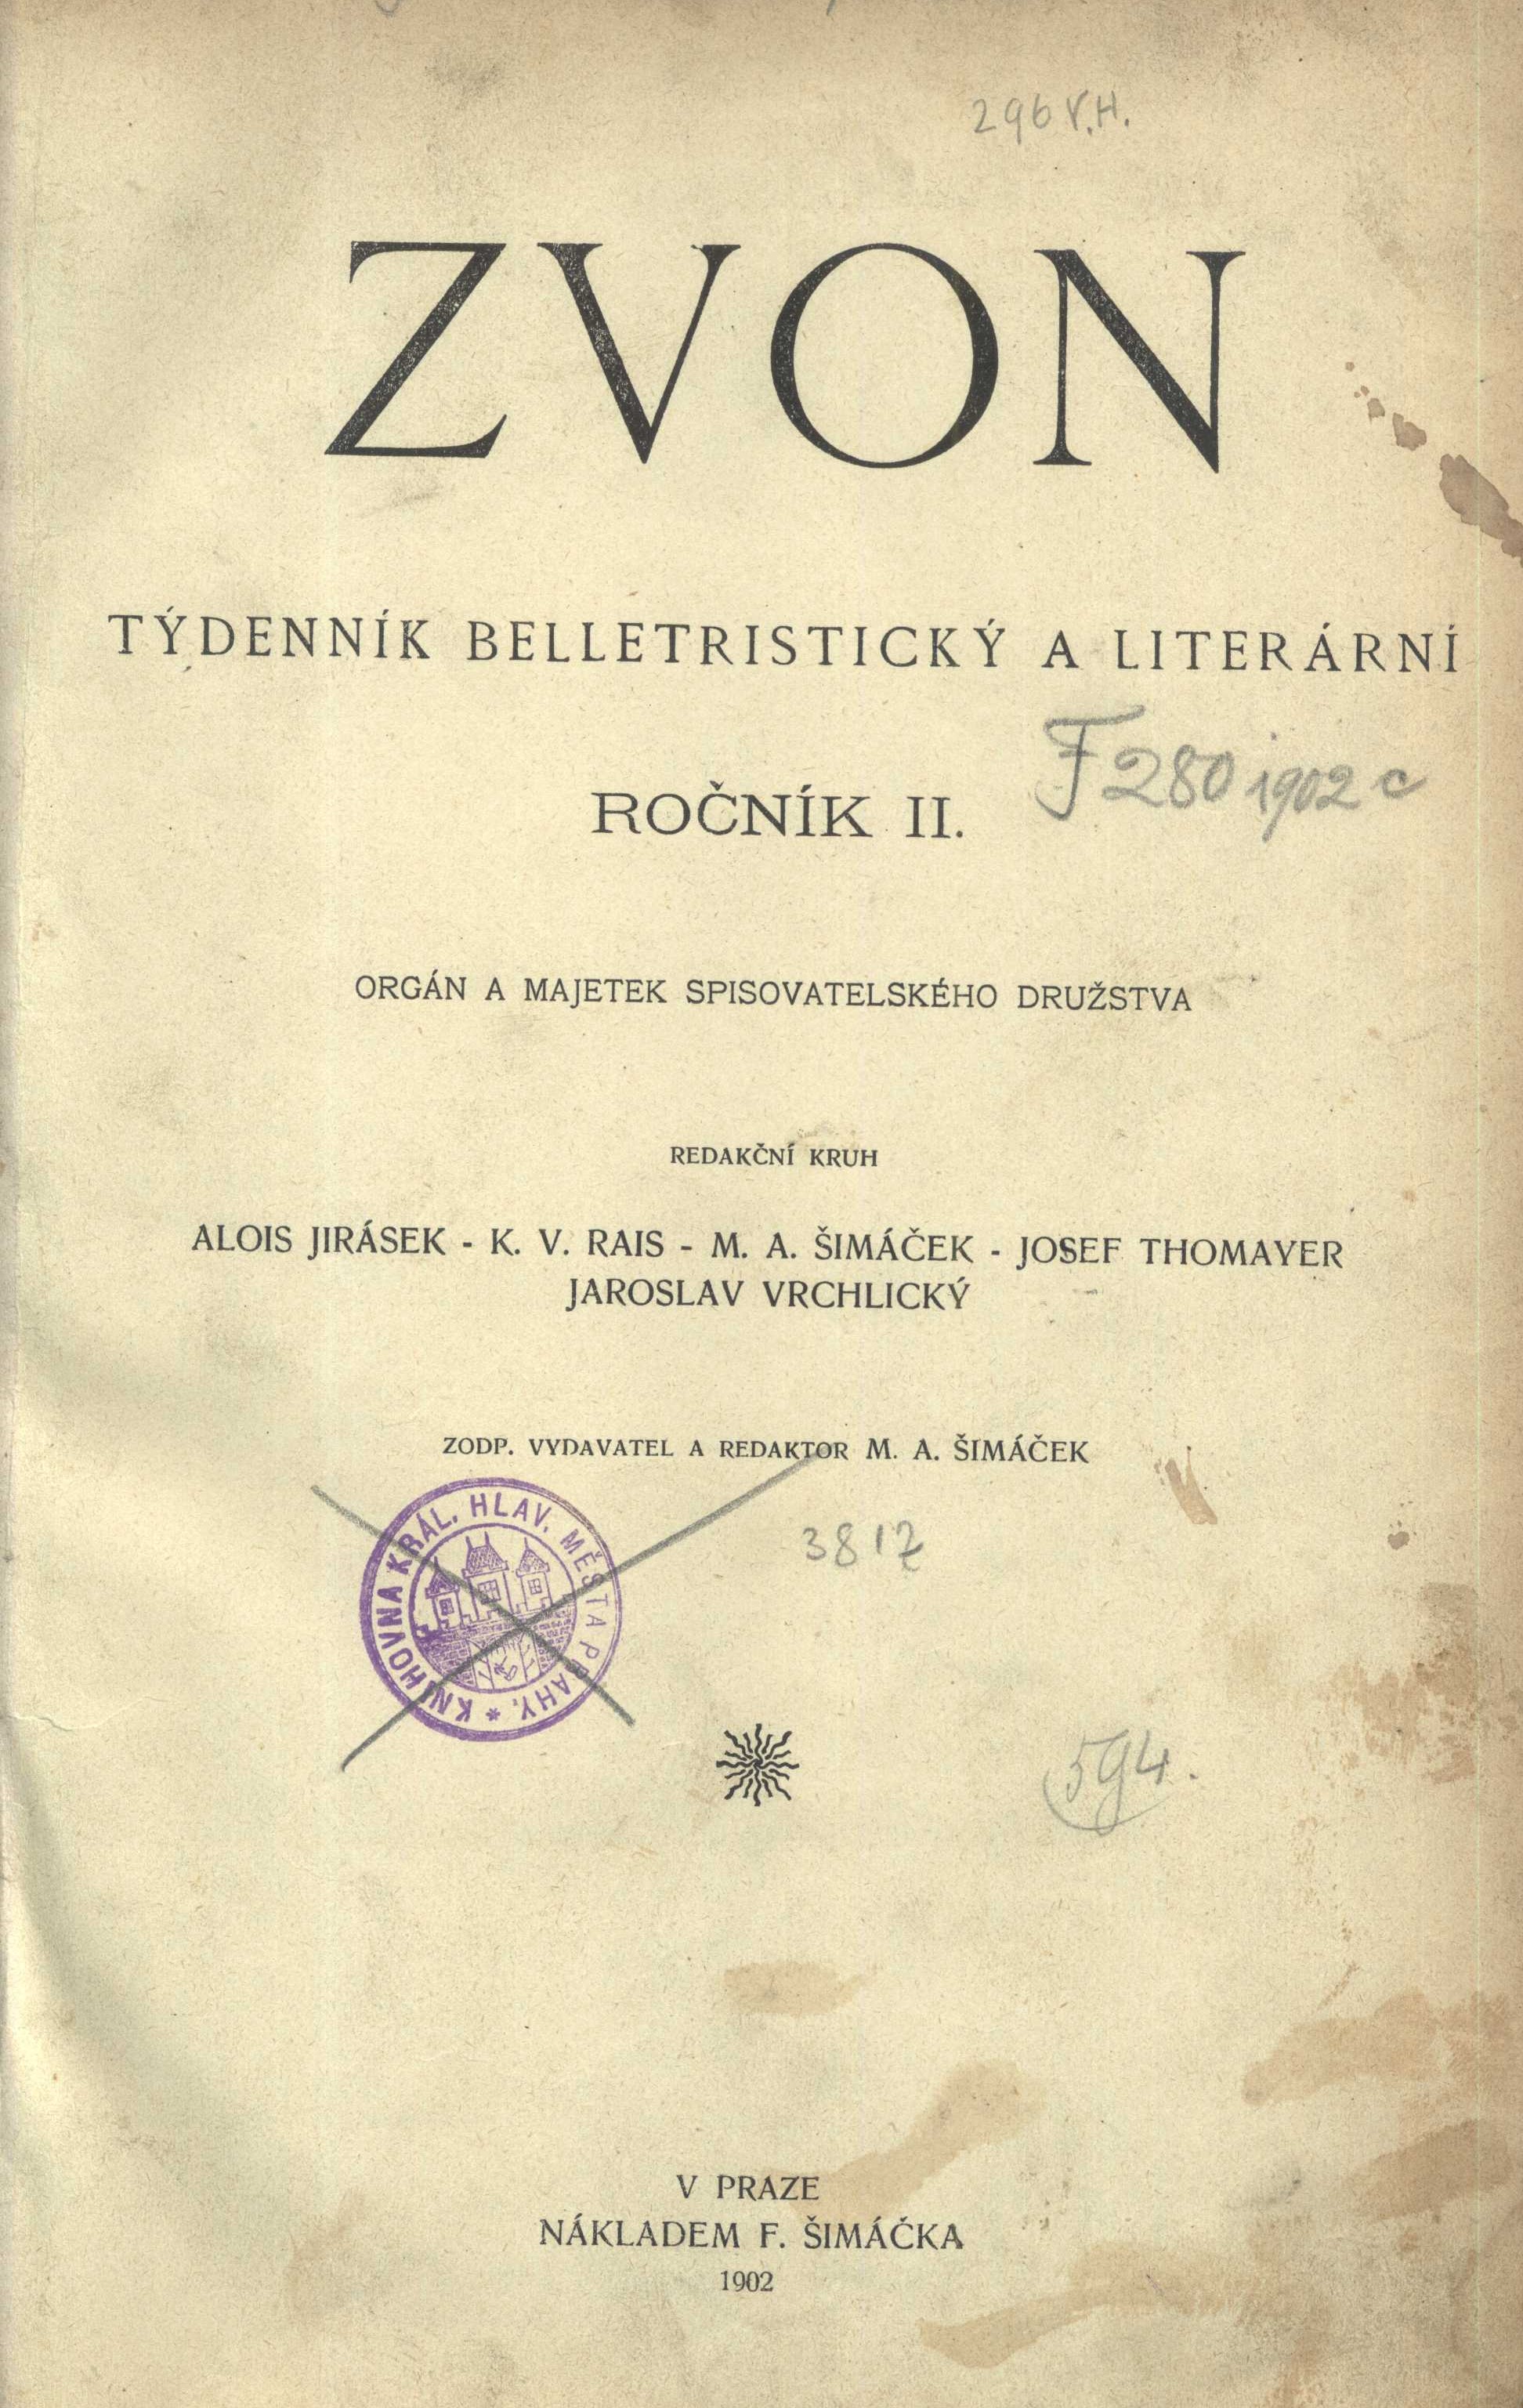 296 V.H.
ZVON
TÝDENNÍK BELLETRISTICKÝ A LITERÁRNÍ
F 280 1902 c
ROČNÍK II.
ORGÁN A MAJETEK SPISOVATELSKÉHO DRUŽSTVA
REDAKČNÍ KRUH
ALOIS JIRÁSEK - K. V. RAIS - M. A. ŠIMÁČEK - JOSEF THOMAYER
JAROSLAV VRCHLICKÝ
ZODP. VYDAVATEL A REDAKTOR M. A. ŠIMÁČEK
KNIHOVNA KRÁL. HLAV. MĚSTA PRAHY. *
3817
594.
V PRAZE
NÁKLADEM F. ŠIMÁČKA
1902